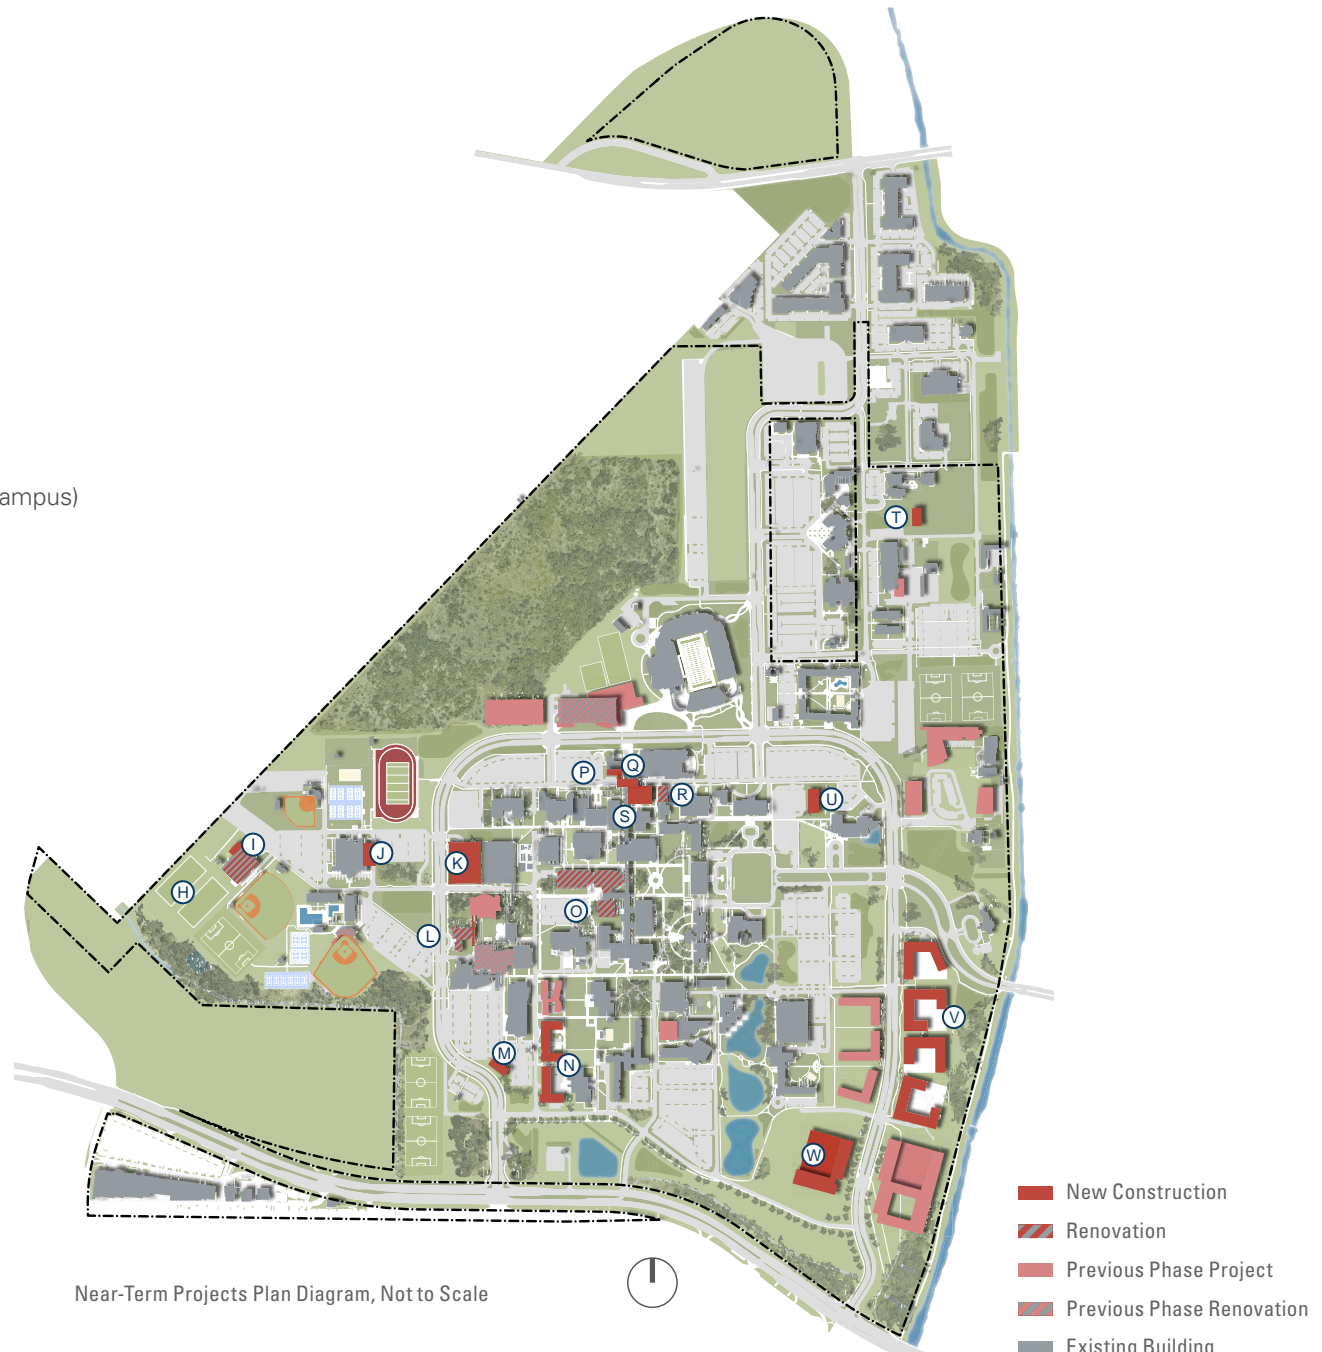 ampus)
T
P
Q
R
S
U
I
J
K
H
L
O
V
M
N
W
New Construction
Renovation
Previous Phase Project
Previous Phase Renovation
Existing Building
Near-Term Projects Plan Diagram, Not to Scale